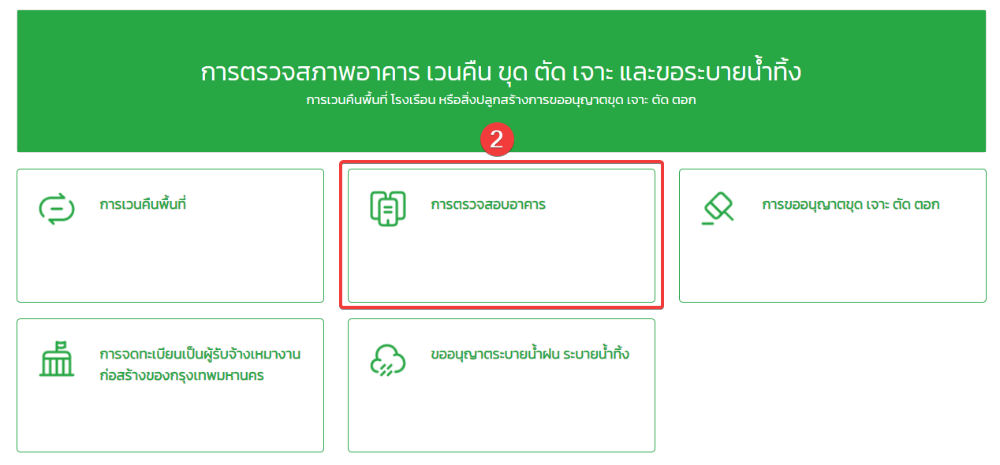 การตรวจสภาพอาคาร เวนคืน ขุด ตัด เจาะ และขอระบายน้ำทิ้ง
การเวนคืนพื้นที่ โรงเรือน หรือสิ่งปลูกสร้างการขออนุญาตขุด เจาะ ตัด ตอก
2
การเวนคืนพื้นที่
การตรวจสอบอาคาร
การขออนุญาตขุด เจาะ ตัด ตอก
การจดทะเบียนเป็นผู้รับจ้างเหมางาน
ก่อสร้างของกรุงเทพมหานคร
ขออนุญาตระบายน้ำฝน ระบายน้ำทิ้ง